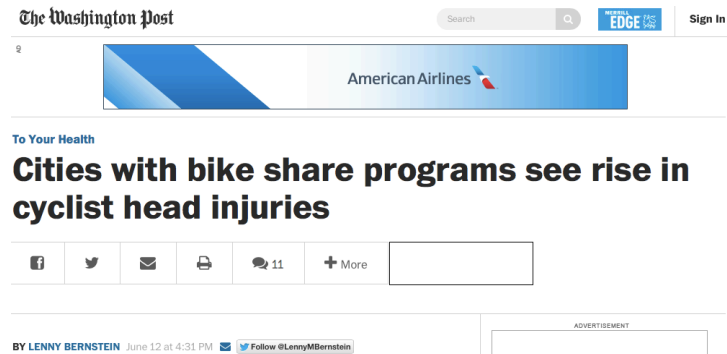 The Washington Post
Search
MERRILL
EDGE
Sign In
American Airlines
To Your Health
Cities with bike share programs see rise in
cyclist head injuries
11
More
ADVERTISEMENT
BY LENNY BERNSTEIN June 12 at 4:31 PM Follow @LennyMBernstein